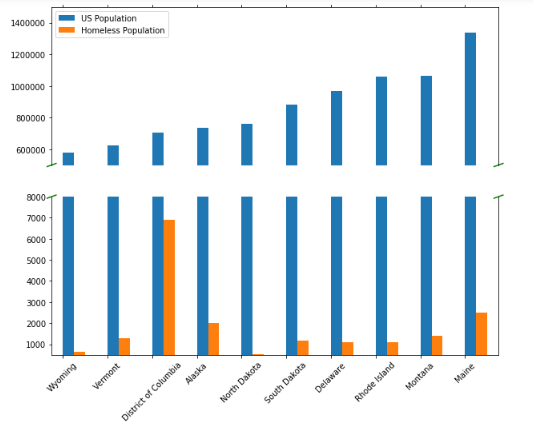 US Population
Homeless Population
1400000
1200000
1000000
800000
600000
8000
7000
6000
5000
4000
3000
2000
1000
Wyoming
Vermont
District of Columbia
Alaska
North Dakota
South Dakota
Delaware
Rhode Island
Montana
Maine